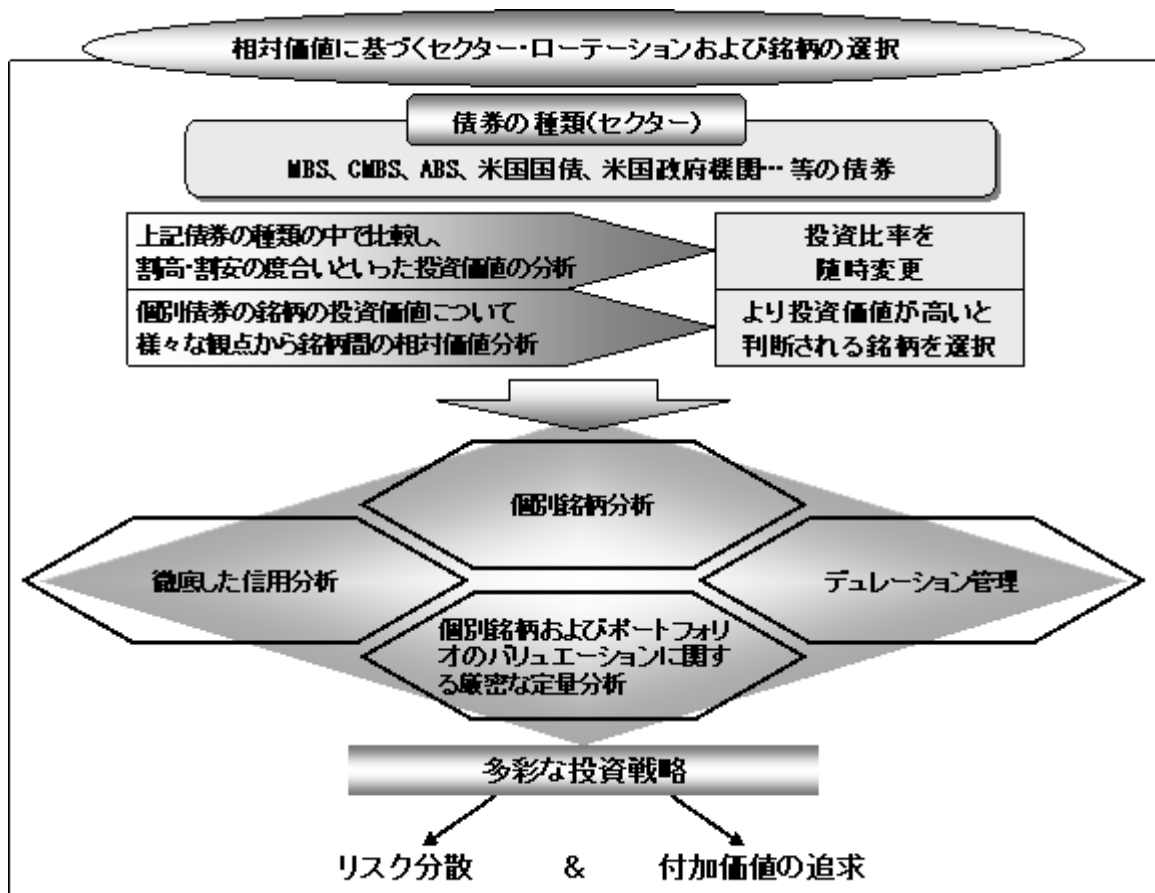 相対価値に基づくセクター・ローテーションおよび銘柄の選択
債券の種類(セクター)
MBS、CMBS、ABS、米国国債、米国政府機関…等の債券
上記債券の種類の中で比較し、
割高・割安の度合いといった投資価値の分析
投資比率を
随時変更
個別債券の銘柄の投資価値について
様々な観点から銘柄間の相対価値分析
より投資価値が高いと
判断される銘柄を選択
個別銘柄分析
徹底した信用分析
デュレーション管理
個別銘柄およびポートフォリ
オのバリュエーションに関す
る厳密な定量分析
多彩な投資戦略
リスク分散 & 付加価値の追求